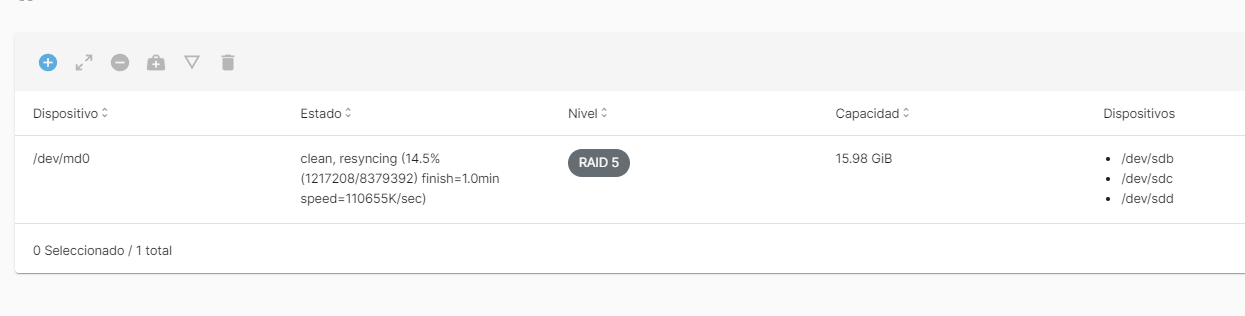 Dispositivo Estado Nivel Capacidad Dispositivos
/dev/md0 clean, resyncing (14.5% RAID 5 15.98 GiB /dev/sdb
(1217208/8379392) finish=1.0min /dev/sdc
speed=110655K/sec) /dev/sdd
0 Seleccionado / 1 total